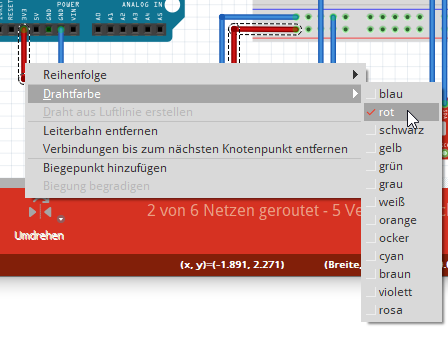 POWER
ANALOG IN
RESET
3V3
5V
GND
GND
VIN
A0
A1
A2
A3
A4
A5
Reihenfolge
Drahtfarbe
Draht aus Luftlinie erstellen
Leiterbahn entfernen
Verbindungen bis zum nächsten Knotenpunkt entfernen
Biegepunkt hinzufügen
Biegung begradigen
blau
rot
schwarz
gelb
grün
grau
weiß
orange
ocker
cyan
braun
violett
rosa
2 von 6 Netzen geroutet - 5 Ve
Umdrehen
(x, y)=(-1.891, 2.271)
(Breite,